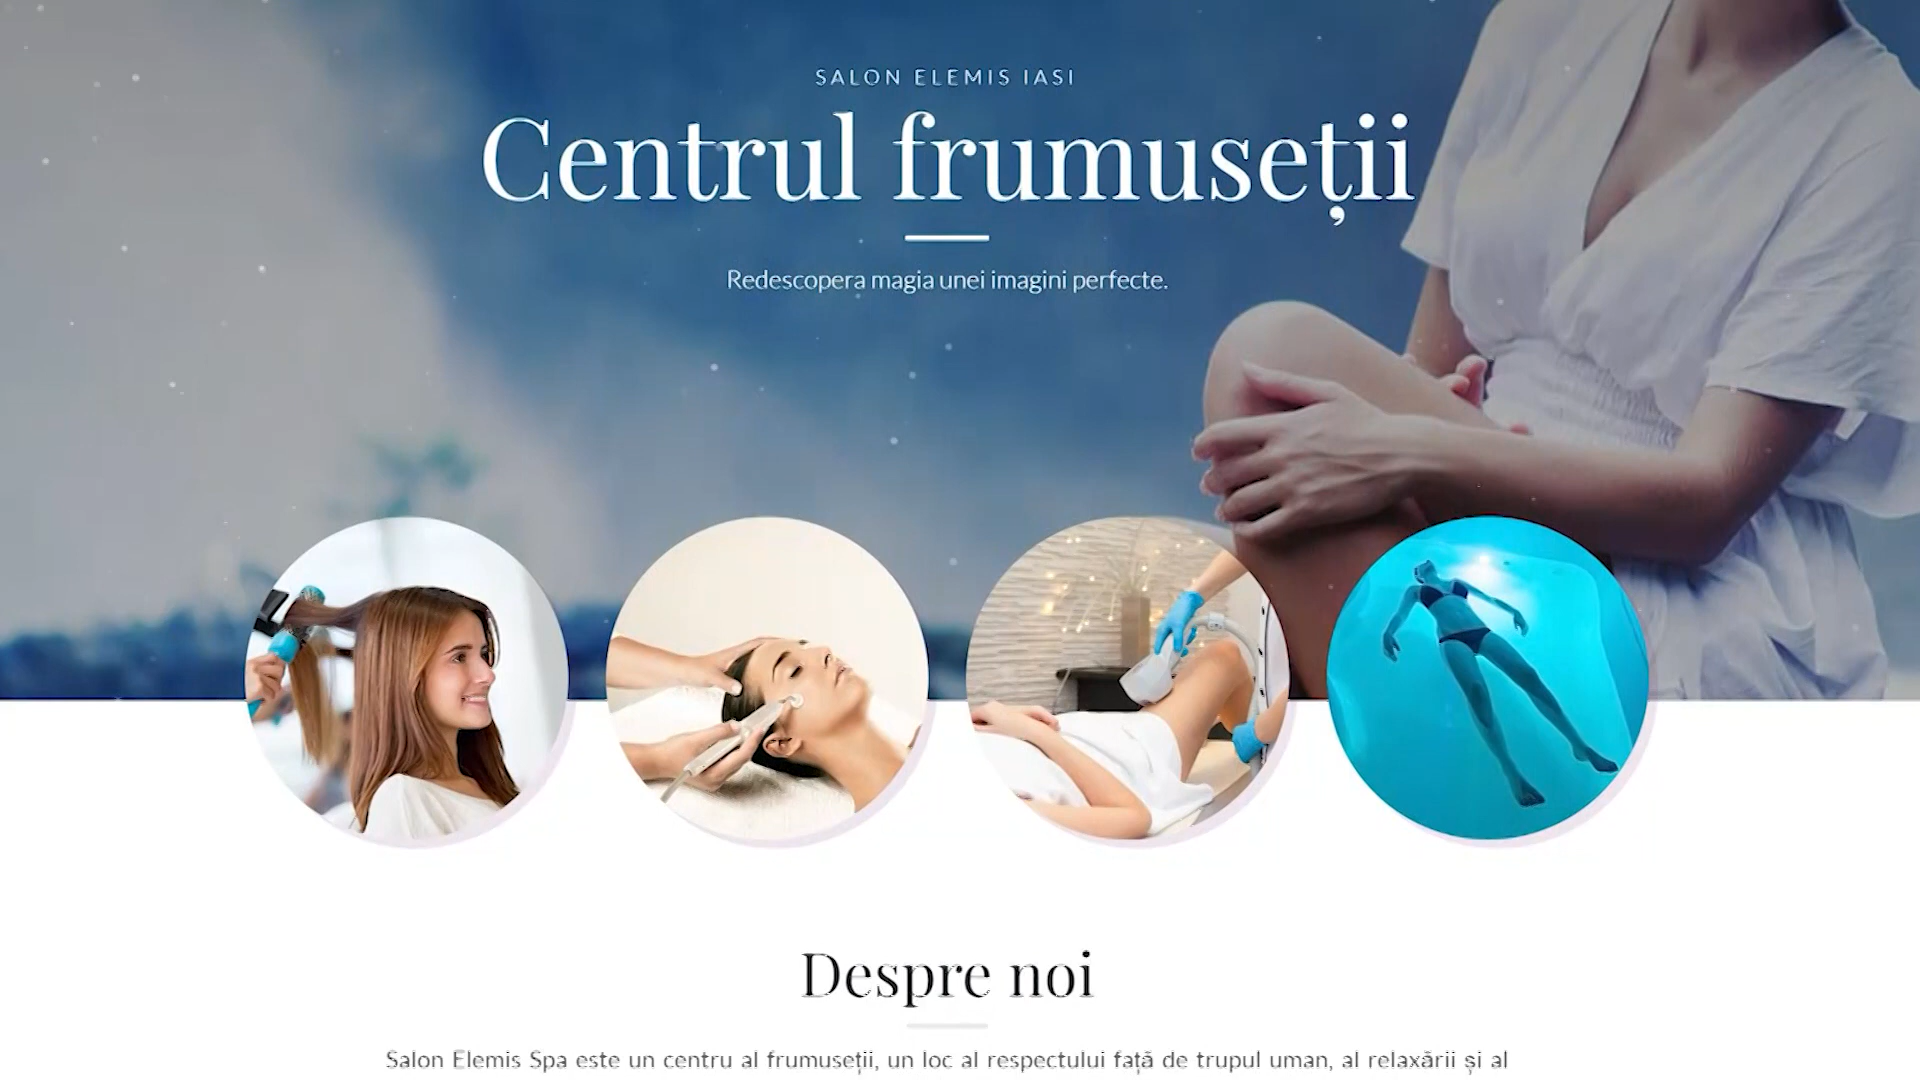 SALON ELEMIS IASI
Centrul frumuseții
Redescopera magia unei imagini perfecte.
Despre noi
Salon Elemis Spa este un centru al frumuseții, un loc al respectului față de trupul uman, al relaxării și al